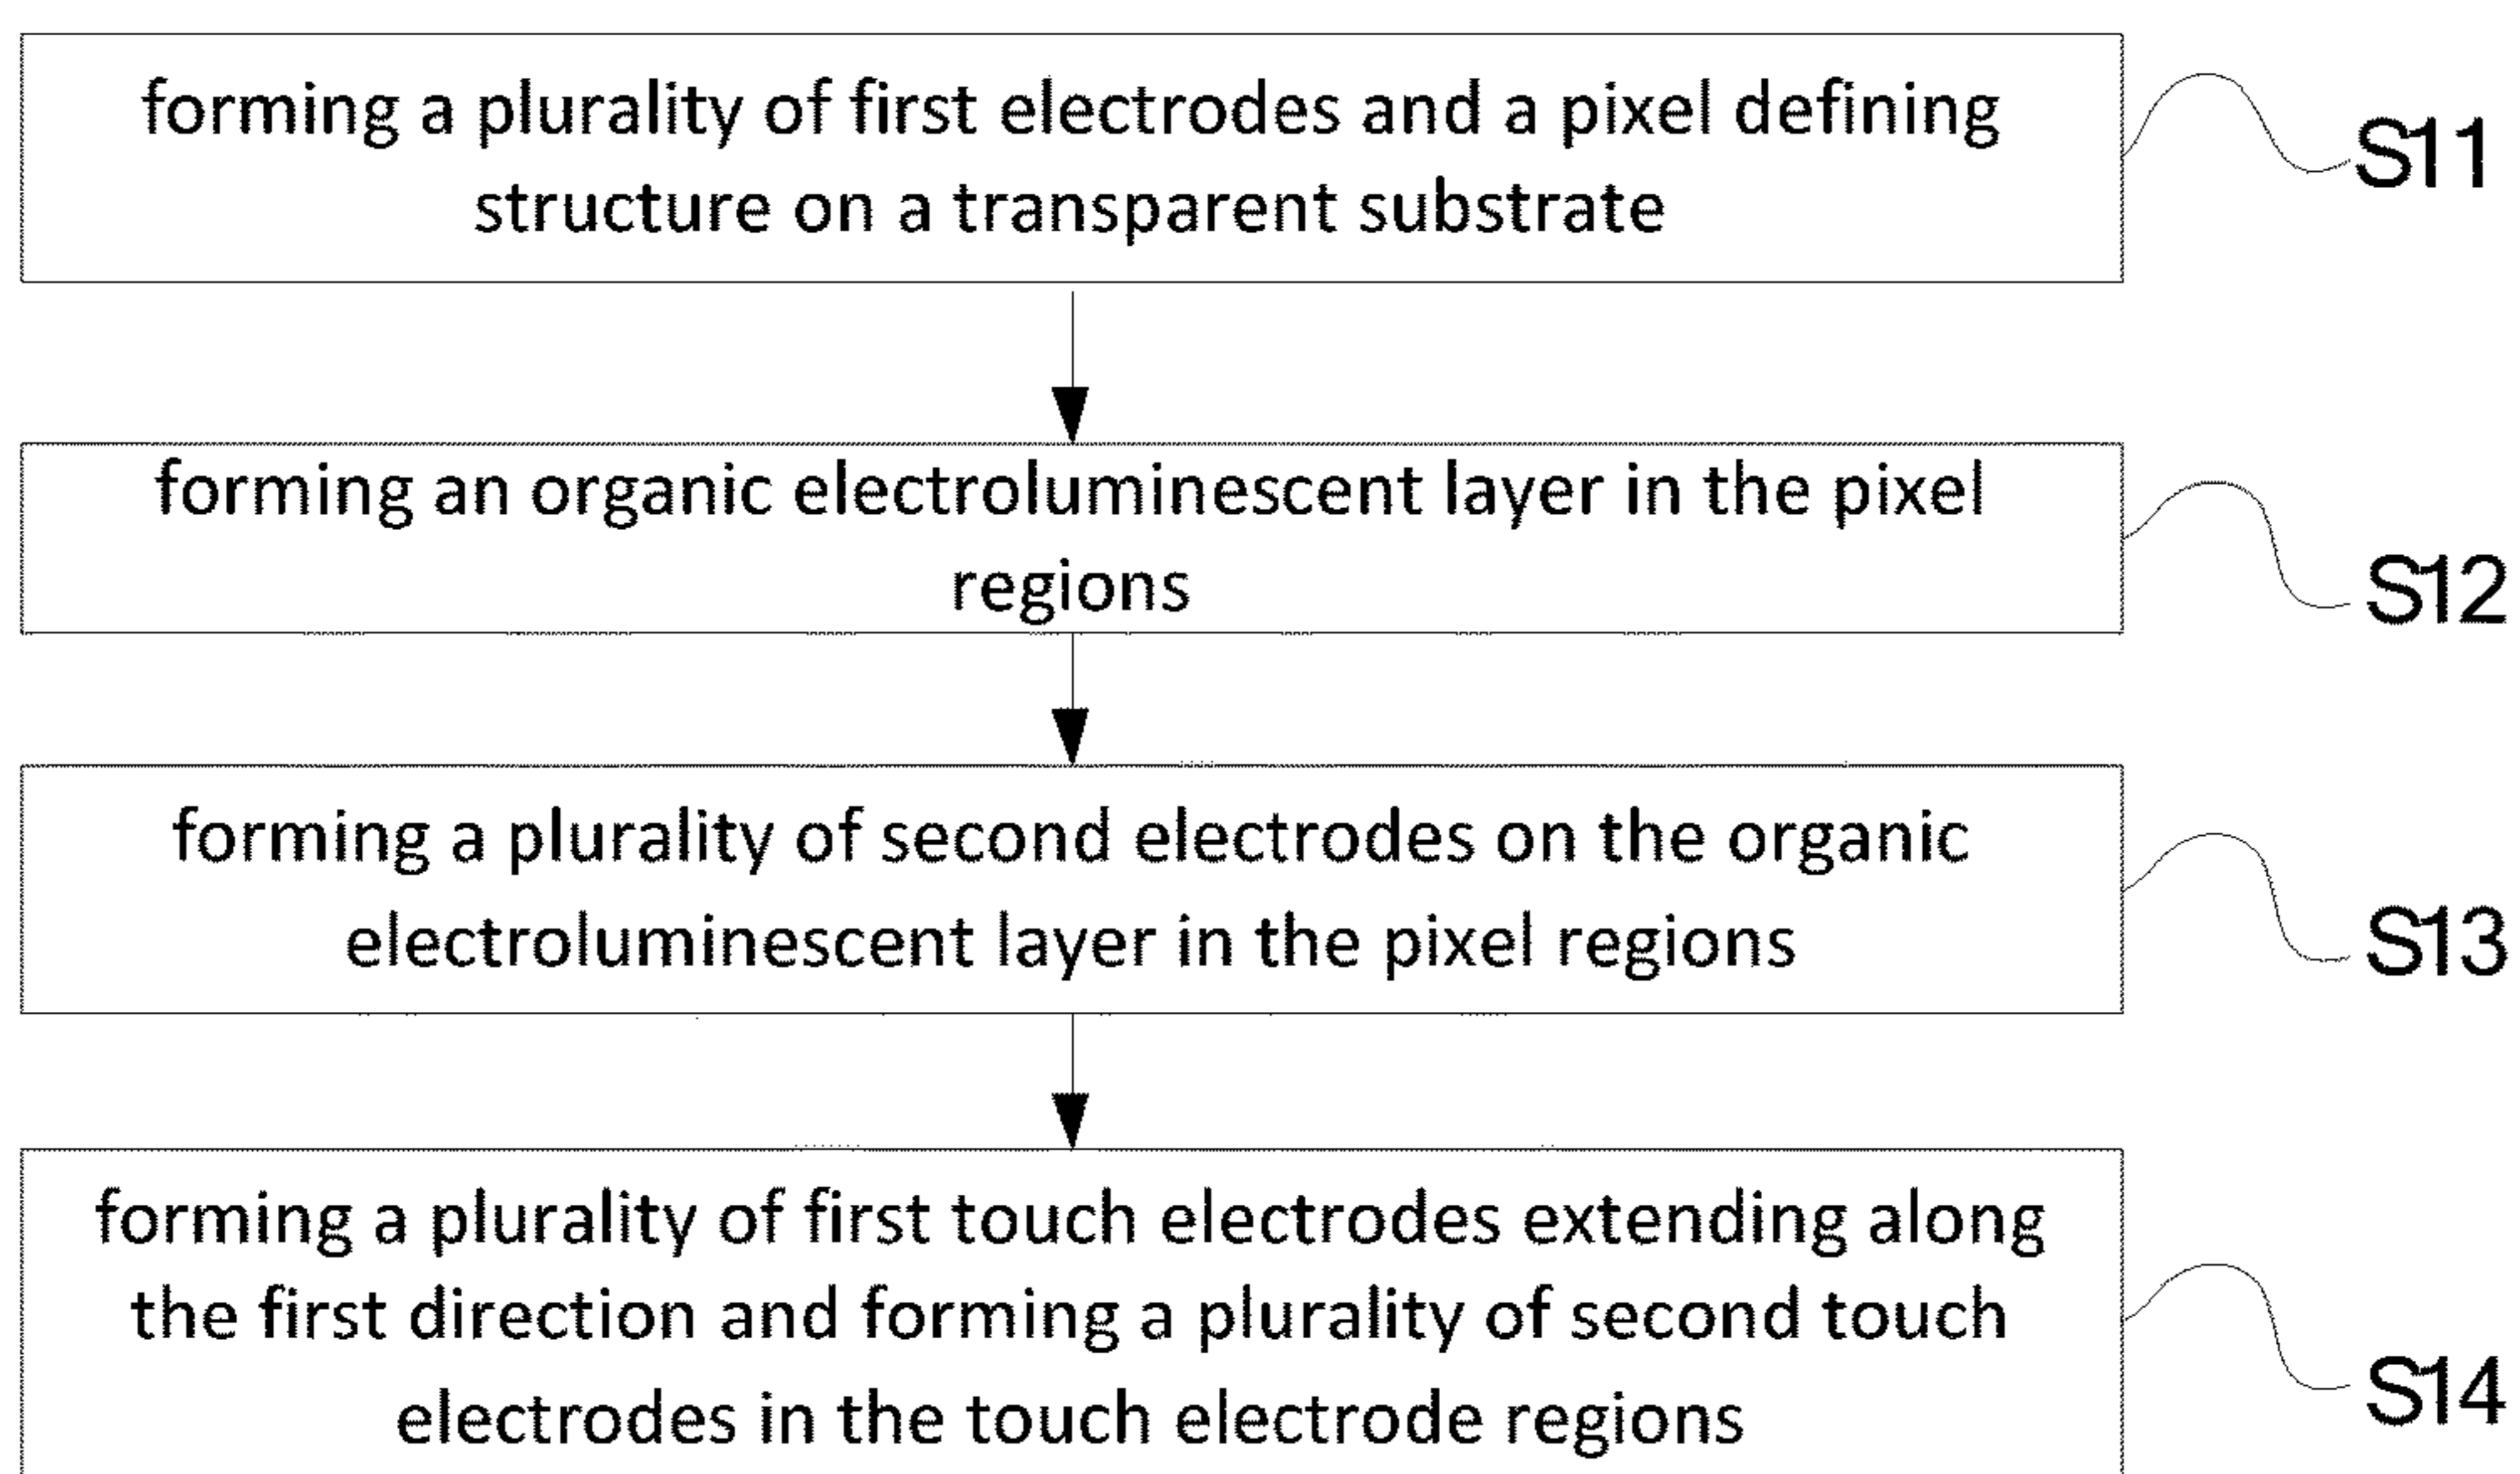 forming a plurality of first electrodes and a pixel defining
structure on a transparent substrate
S11
forming an organic electroluminescent layer in the pixel
regions
S12
forming a plurality of second electrodes on the organic
electroluminescent layer in the pixel regions
S13
forming a plurality of first touch electrodes extending along
the first direction and forming a plurality of second touch
electrodes in the touch electrode regions
S14